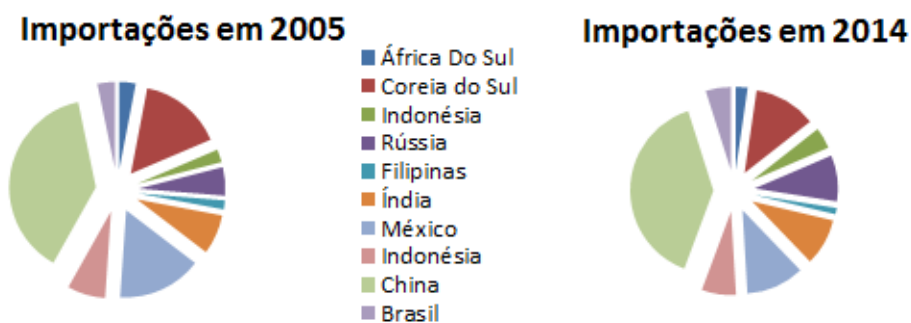 Importações em 2005
Importações em 2014
África Do Sul
Coreia do Sul
Indonésia
Rússia
Filipinas
Índia
México
Indonésia
China
Brasil